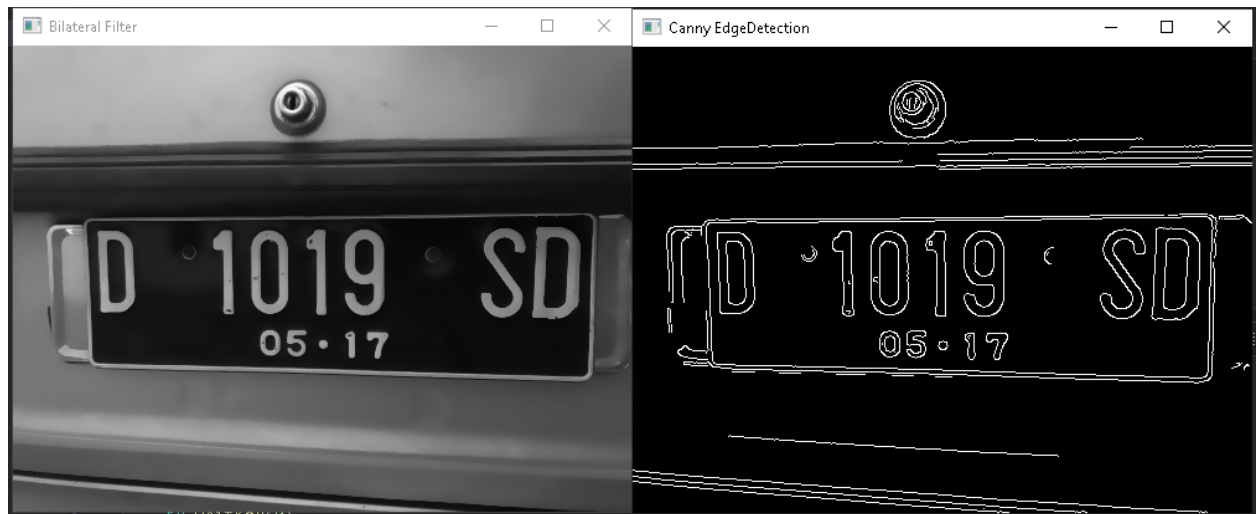 Bilateral Filter
D 1019 SD
05 • 17
Canny EdgeDetection
D 1019 SD
05 • 17